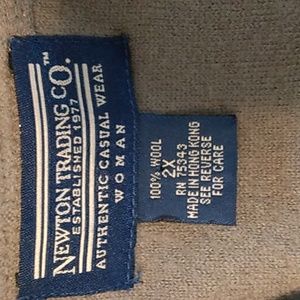 NEWTON TRADING CO.™
ESTABLISHED 1977
AUTHENTIC CASUAL WEAR
WOMAN
100% WOOL
2X
RN 75343
MADE IN HONG KONG
SEE REVERSE
FOR CARE